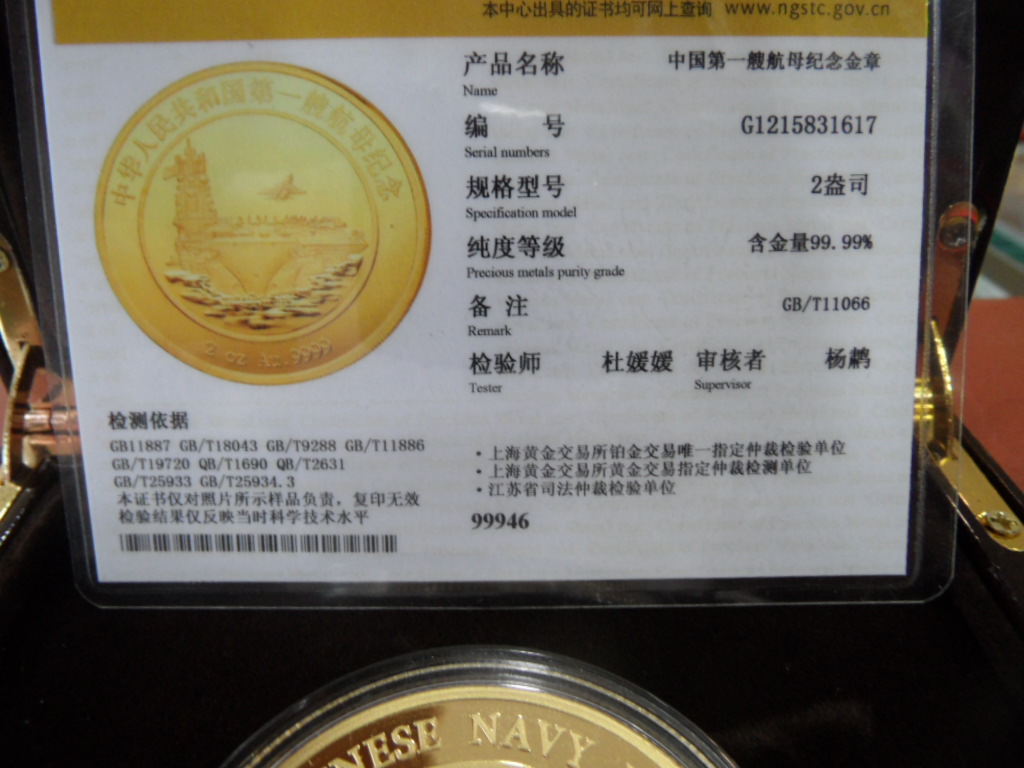 本中心出具的证书均可网上查询 www.ngstc.gov.cn
中华人民共和国第一艘航母纪念
2 oz Au.9999
产品名称 中国第一艘航母纪念金章
Name
编 号 G1215831617
Serial numbers
规格型号 2盎司
Specification model
纯度等级 含金量99.99%
Precious metals purity grade
备 注 GB/T11066
Remark
检验师 杜媛媛 审核者 杨鹏
Tester Supervisor
检测依据
GB11887 GB/T18043 GB/T9288 GB/T11886
GB/T19720 QB/T1690 QB/T2631
GB/T25933 GB/T25934.3
本证书仅对照片所示样品负责，复印无效
检验结果仅反映当时科学技术水平
·上海黄金交易所铂金交易唯一指定仲裁检验单位
·上海黄金交易所黄金交易指定仲裁检测单位
·江苏省司法仲裁检验单位
99946
NESE NAVY